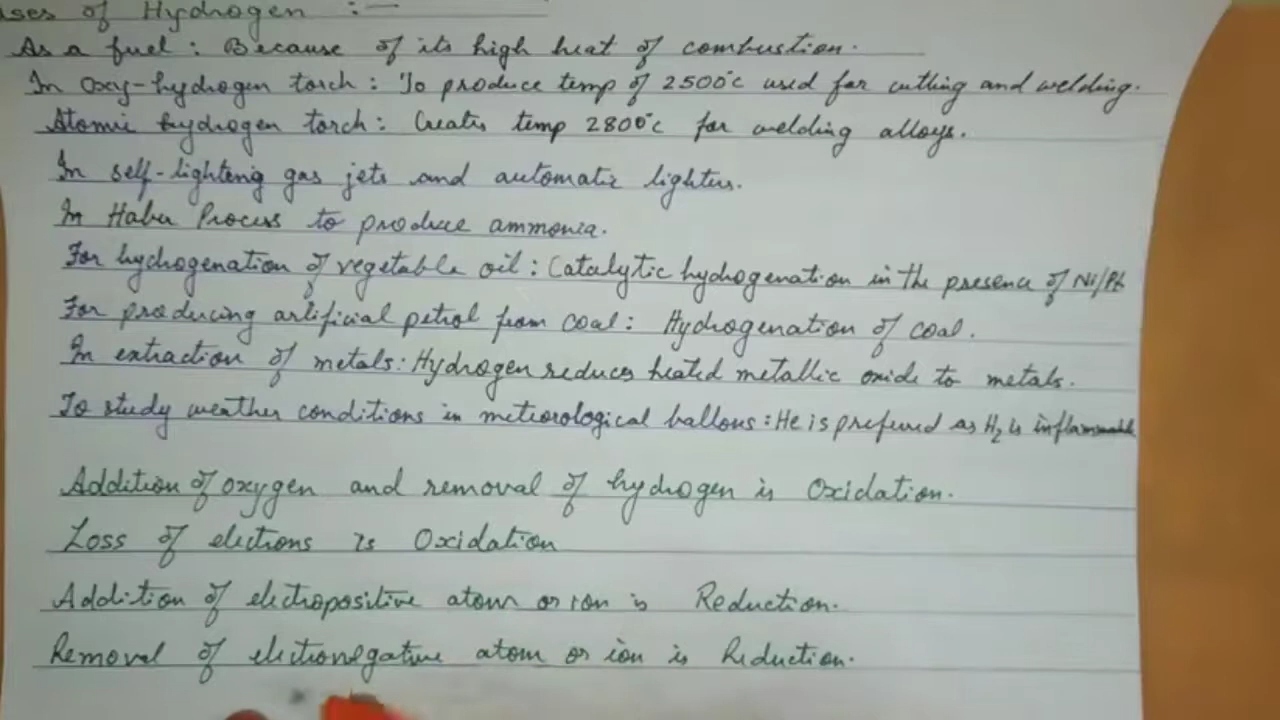 uses of Hydrogen :-
As a fuel : Because of its high heat of combustion.
In Oxy-hydrogen torch : To produce temp of 2500°C used for cutting and welding.
Atomic hydrogen torch : Creates temp 2800°C for welding alloys.
In self-lighting gas jets and automatic lighters.
In Haber Process to produce ammonia.
For hydrogenation of vegetable oil : Catalytic hydrogenation in the presence of Ni/Pt
For producing artificial petrol from coal : Hydrogenation of coal.
In extraction of metals : Hydrogen reduces heated metallic oxide to metals.
To study weather conditions in meteorological ballons : He is preferred as H₂ is inflammable
Addition of oxygen and removal of hydrogen is Oxidation.
Loss of electrons is Oxidation
Addition of electropositive atom or ion is Reduction.
Removal of electronegative atom or ion is Reduction.